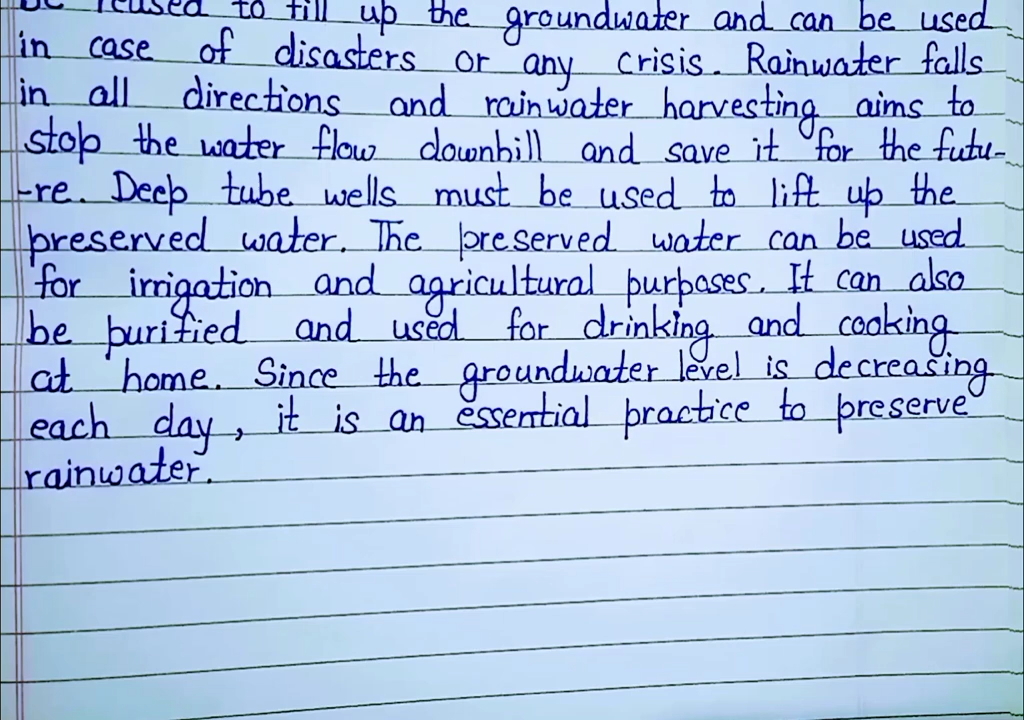 be reused to fill up the groundwater and can be used
in case of disasters or any crisis. Rainwater falls
in all directions and rainwater harvesting aims to
stop the water flow downhill and save it for the futu-
-re. Deep tube wells must be used to lift up the
preserved water. The preserved water can be used
for irrigation and agricultural purposes. It can also
be purified and used for drinking and cooking
at home. Since the groundwater level is decreasing
each day, it is an essential practice to preserve
rainwater.